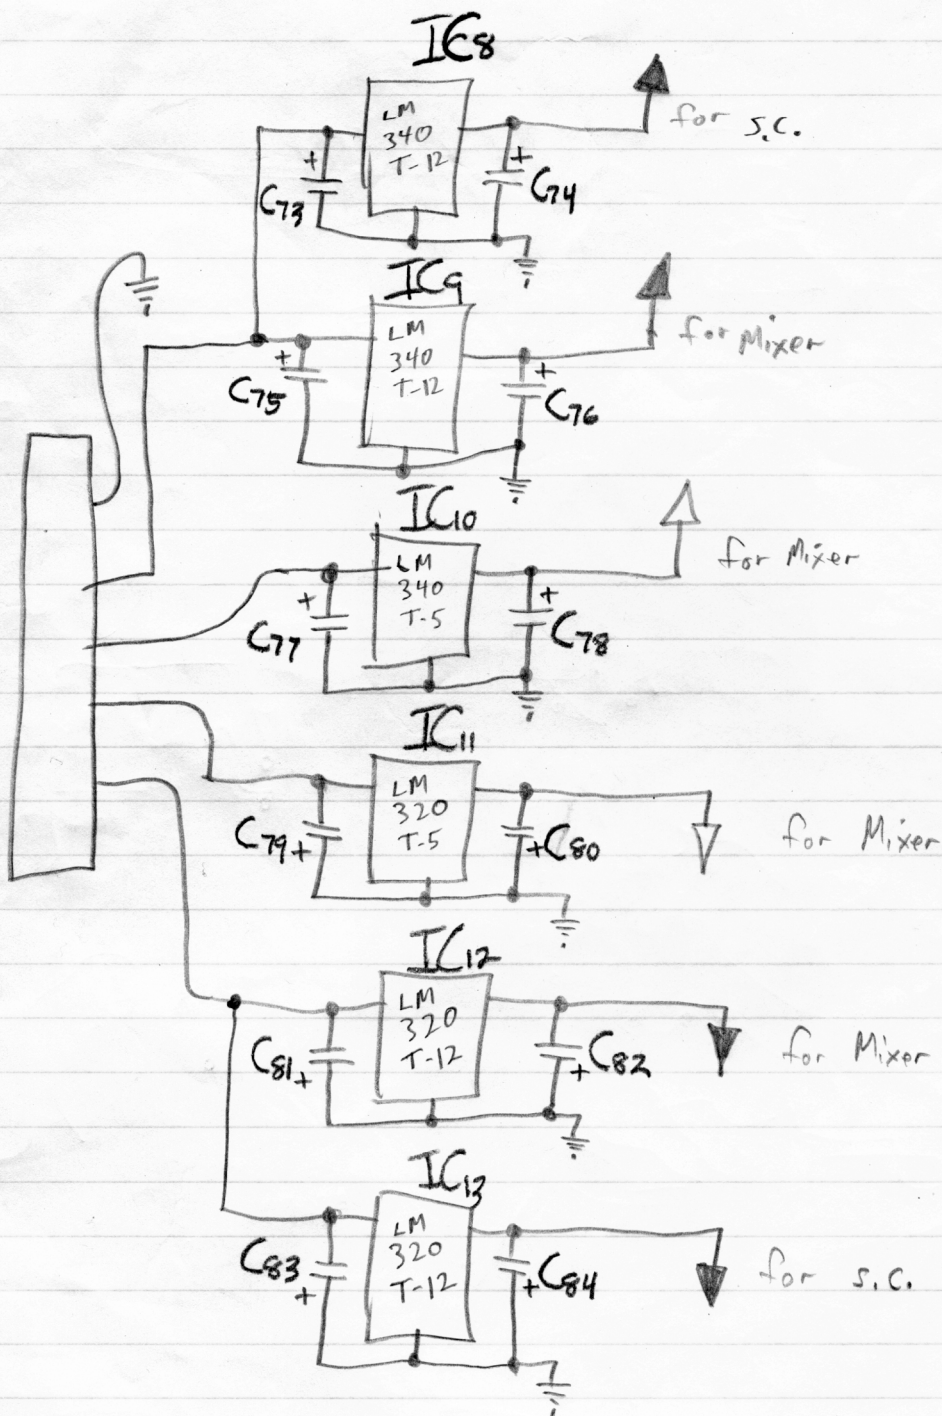 IC8
LM
340
T-12
for S.C.
+
+
C73
C74
IC9
LM
340
T-12
for Mixer
+
+
C75
C76
IC10
LM
340
T-5
for Mixer
+
+
C77
C78
IC11
LM
320
T-5
for Mixer
C79+
+C80
IC12
LM
320
T-12
for Mixer
C81+
+C82
IC13
LM
320
T-12
for S.C.
C83
+
+C84